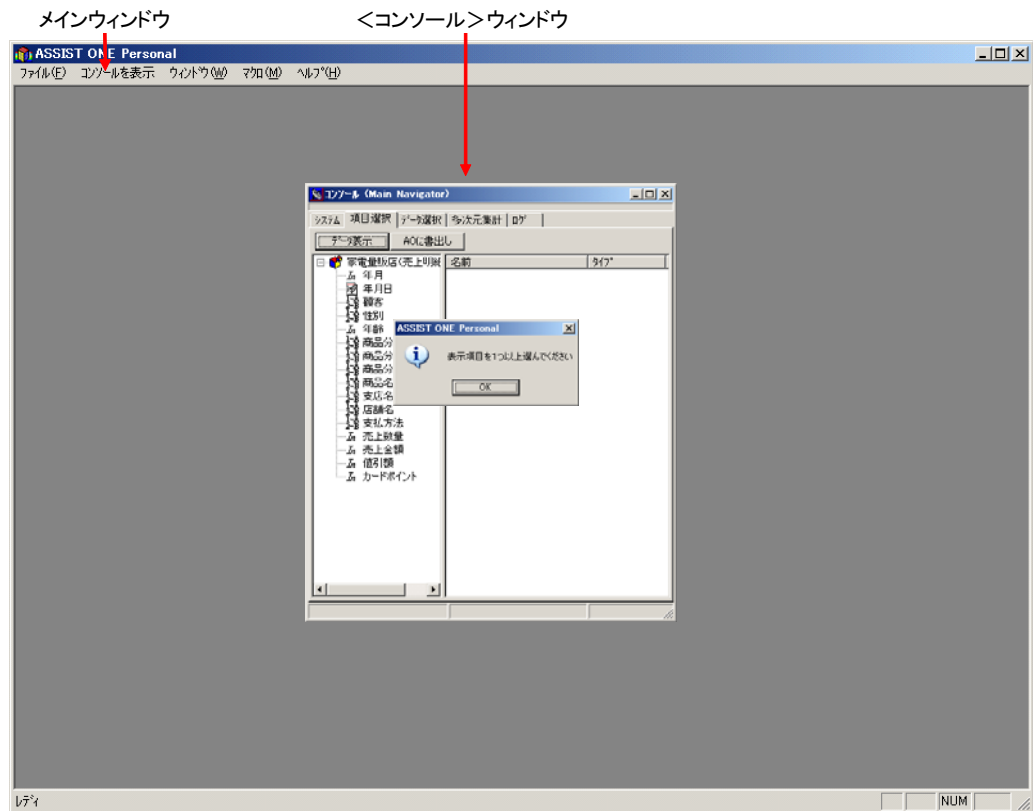 メインウィンドウ
＜コンソール＞ウィンドウ
ASSIST ONE Personal
ファイル(F) コンソールを表示 ウィンドウ(W) マクロ(M) ヘルプ(H)
コンソール (Main Navigator)
システム 項目選択 データ選択 多次元集計 ログ
データ表示 AOに書出し
家電量販店(売上明細
名前 タイプ
年月
年月日
顧客
性別
年齢
商品分
商品分
商品分
商品名
支店名
店舗名
支払方法
売上数量
売上金額
値引額
カードポイント
ASSIST ONE Personal
表示項目を1つ以上選んでください
OK
レディ
NUM